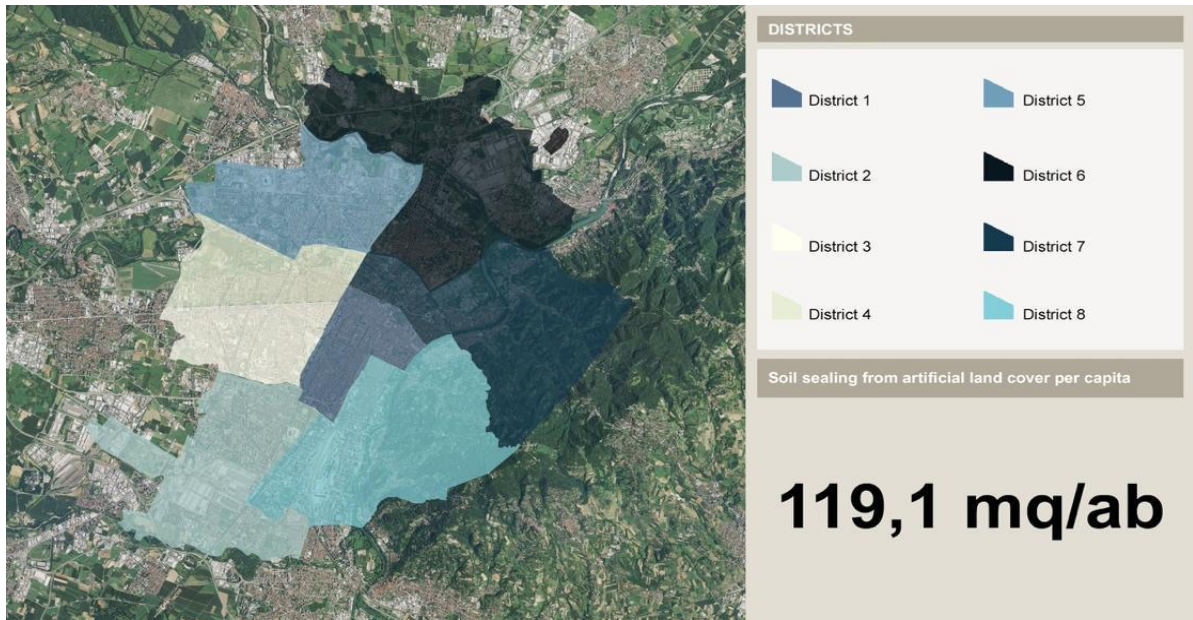 DISTRICTS
District 1
District 5
District 2
District 6
District 3
District 7
District 4
District 8
Soil sealing from artificial land cover per capita
119,1 mq/ab